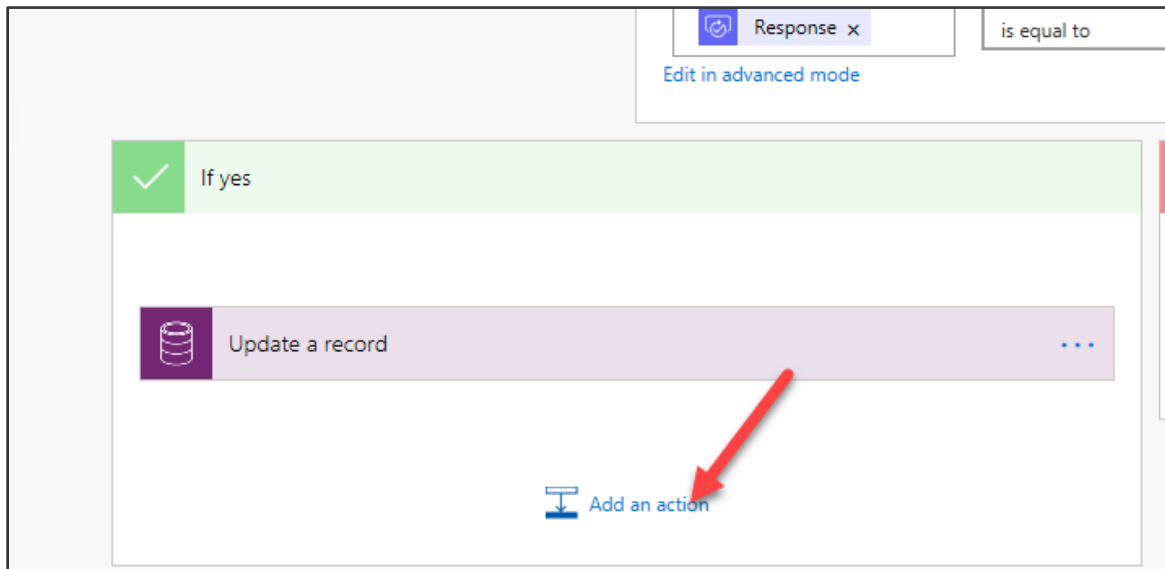 Response x
is equal to
Edit in advanced mode
If yes
Update a record
Add an action